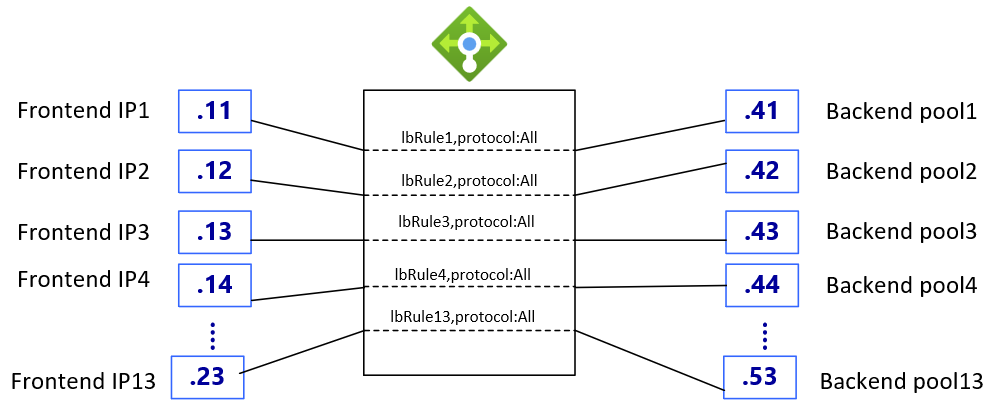 Frontend IP1 .11 lbRule1,protocol:All .41 Backend pool1
Frontend IP2 .12 lbRule2,protocol:All .42 Backend pool2
Frontend IP3 .13 lbRule3,protocol:All .43 Backend pool3
Frontend IP4 .14 lbRule4,protocol:All .44 Backend pool4
Frontend IP13 .23 lbRule13,protocol:All .53 Backend pool13